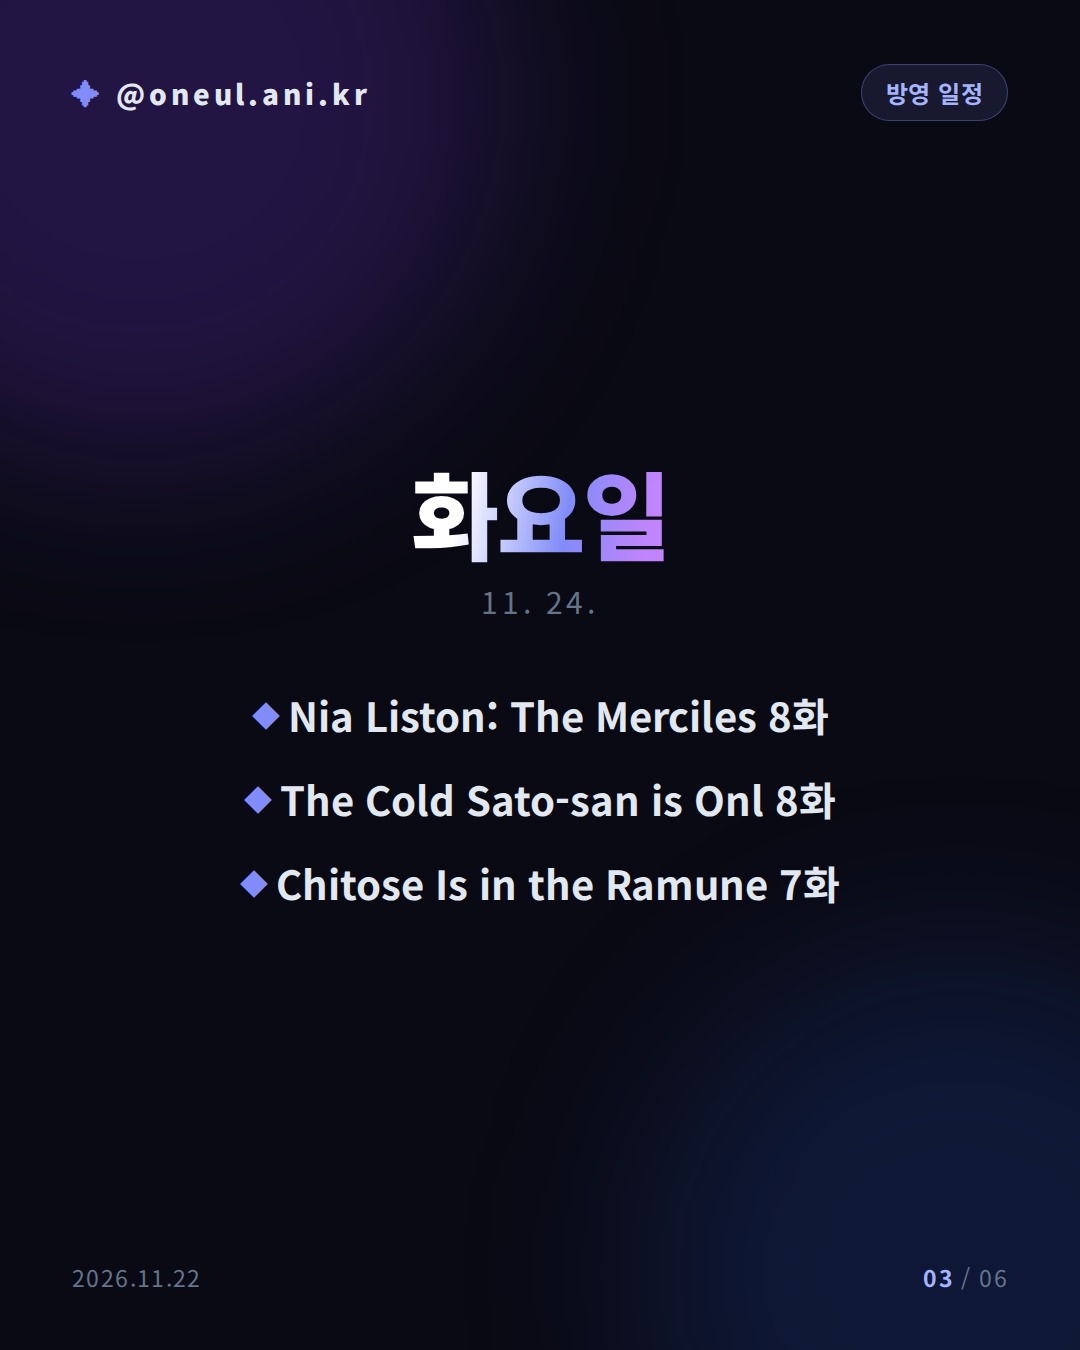 @oneul.ani.kr
방영 일정
화요일
11. 24.
◆ Nia Liston: The Merciles 8화
◆ The Cold Sato-san is Onl 8화
◆ Chitose Is in the Ramune 7화
2026.11.22
03 / 06